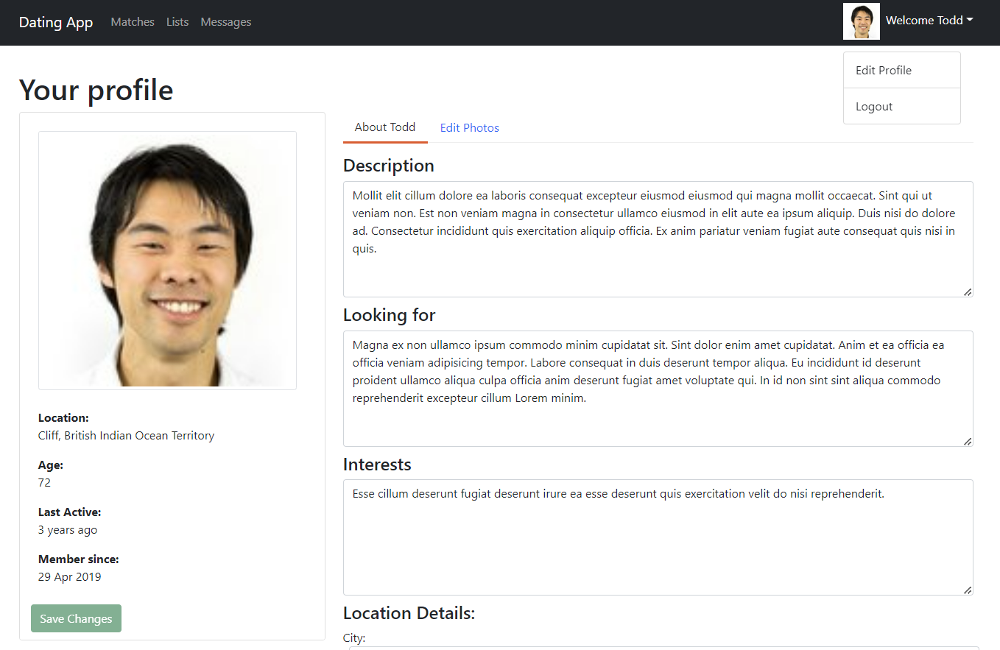 Dating App Matches Lists Messages Welcome Todd
Edit Profile
Logout
Your profile
Location:
Cliff, British Indian Ocean Territory
Age:
72
Last Active:
3 years ago
Member since:
29 Apr 2019
Save Changes
About Todd Edit Photos
Description
Mollit elit cillum dolore ea laboris consequat excepteur eiusmod eiusmod qui magna mollit occaecat. Sint qui ut
veniam non. Est non veniam magna in consectetur ullamco eiusmod in elit aute ea ipsum aliquip. Duis nisi do dolore
ad. Consectetur incididunt quis exercitation aliquip officia. Ex anim pariatur veniam fugiat aute consequat quis nisi in
quis.
Looking for
Magna ex non ullamco ipsum commodo minim cupidatat sit. Sint dolor enim amet cupidatat. Anim et ea officia ea
officia veniam adipisicing tempor. Labore consequat in duis deserunt tempor aliqua. Eu incididunt id deserunt
proident ullamco aliqua culpa officia anim deserunt fugiat amet voluptate qui. In id non sint sint aliqua commodo
reprehenderit excepteur cillum Lorem minim.
Interests
Esse cillum deserunt fugiat deserunt irure ea esse deserunt quis exercitation velit do nisi reprehenderit.
Location Details:
City: